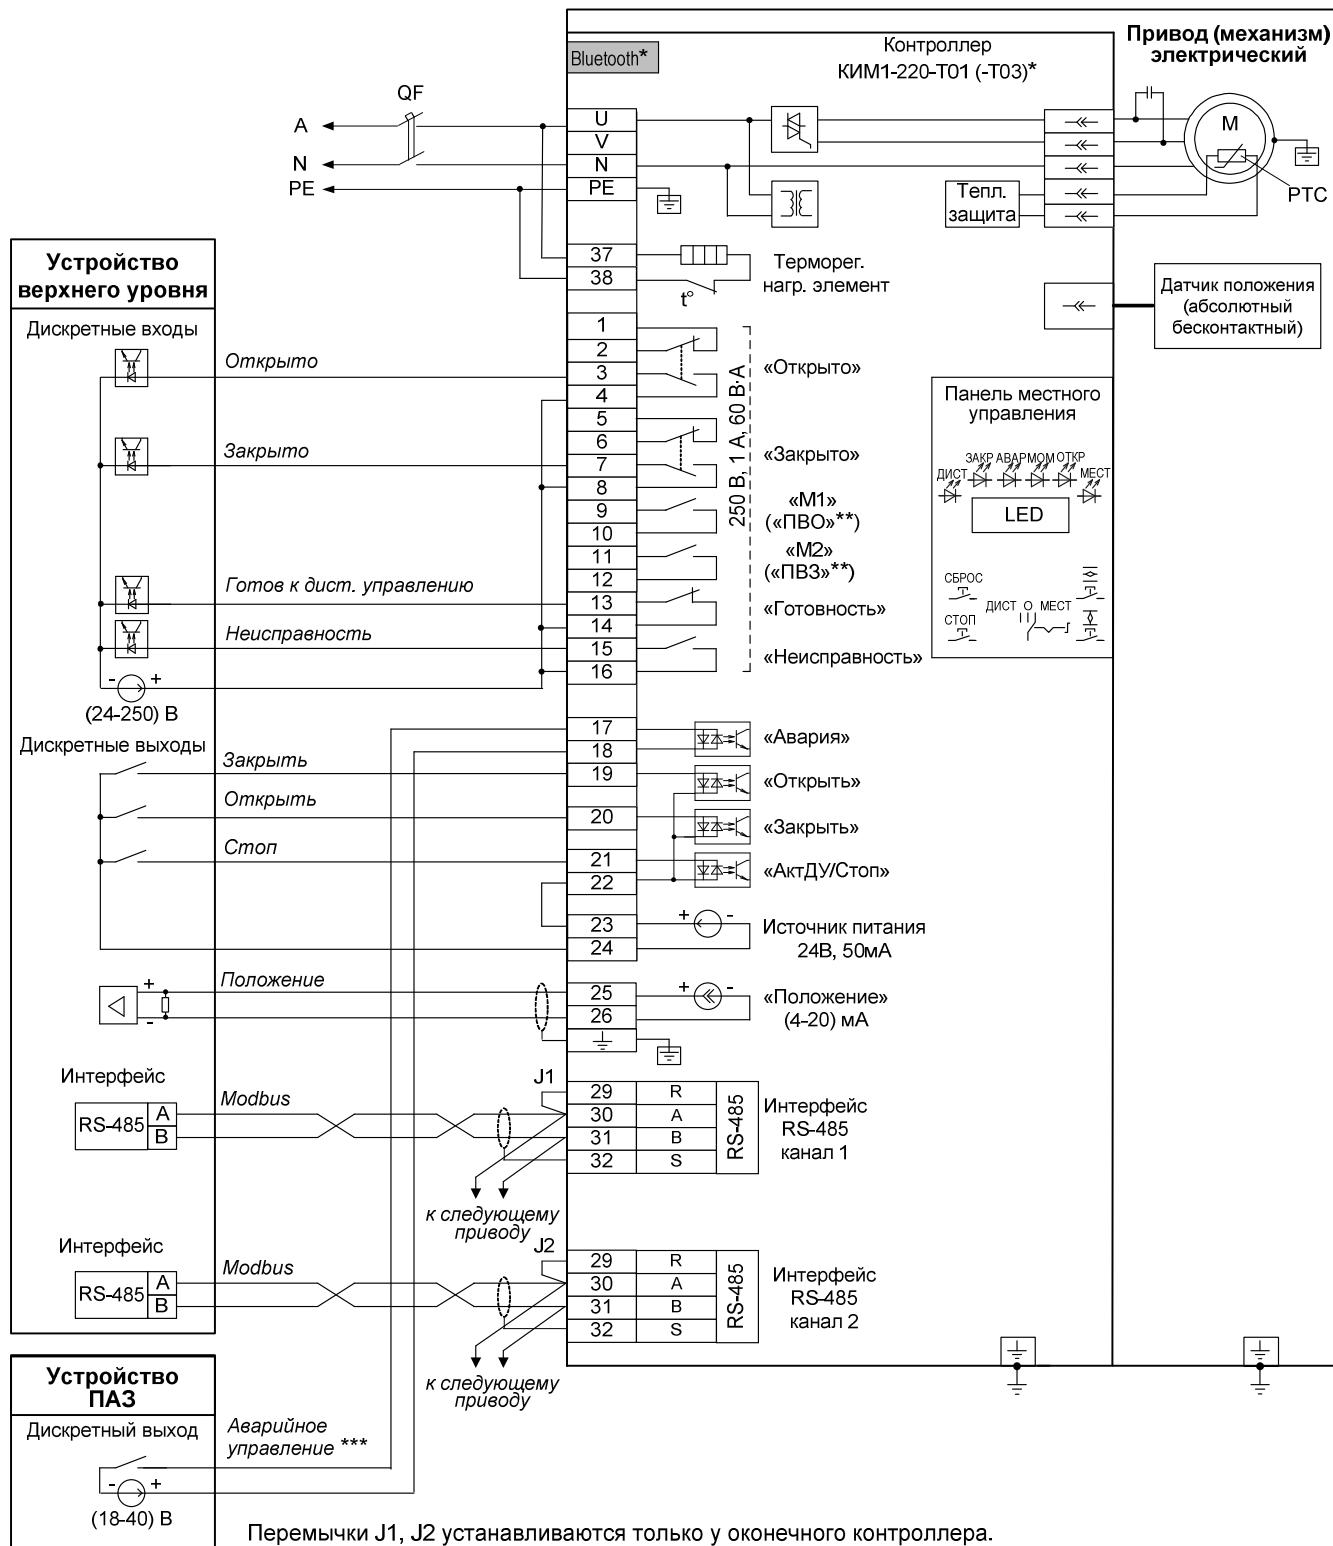 Привод (механизм)
электрический
Bluetooth*
Контроллер
КИМ1-220-Т01 (-Т03)*
QF
A
N
PE
U
V
N
PE
M
PTC
Тепл.
защита
37
38
t°
Терморег.
нагр. элемент
Датчик положения
(абсолютный
бесконтактный)
Устройство
верхнего уровня
Дискретные входы
Открыто
Закрыто
Готов к дист. управлению
Неисправность
- +
(24-250) В
1
2
3
4
5
6
7
8
9
10
11
12
13
14
15
16
250 В, 1 А, 60 В·А
«Открыто»
«Закрыто»
«М1»
(«ПВО»**)
«М2»
(«ПВЗ»**)
«Готовность»
«Неисправность»
Панель местного
управления
ДИСТ
ЗАКР
АВАР
МОМ
ОТКР
МЕСТ
LED
СБРОС
СТОП
ДИСТ О МЕСТ
Дискретные выходы
Закрыть
Открыть
Стоп
17
18
19
20
21
22
23
24
«Авария»
«Открыть»
«Закрыть»
«АктДУ/Стоп»
+ -
Источник питания
24В, 50мА
Положение
+
-
25
26
+ -
«Положение»
(4-20) мА
Интерфейс
RS-485
A
B
Modbus
J1
29
30
31
32
R
A
B
S
RS-485
Интерфейс
RS-485
канал 1
к следующему
приводу
Интерфейс
RS-485
A
B
Modbus
J2
29
30
31
32
R
A
B
S
RS-485
Интерфейс
RS-485
канал 2
к следующему
приводу
Устройство
ПАЗ
Дискретный выход
Аварийное
управление ***
- +
(18-40) В
Перемычки J1, J2 устанавливаются только у оконечного контроллера.